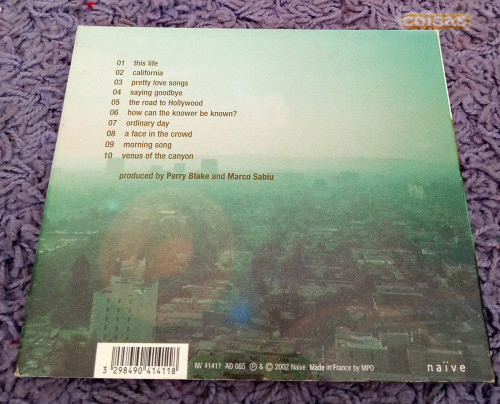 coisas
01 this life
02 california
03 pretty love songs
04 saying goodbye
05 the road to Hollywood
06 how can the knower be known?
07 ordinary day
08 a face in the crowd
09 morning song
10 venus of the canyon
produced by Perry Blake and Marco Sabiu
3 298490 414118
NV 41411 AD 085 ℗ & © 2002 Naïve Made in France by MPO
naïve